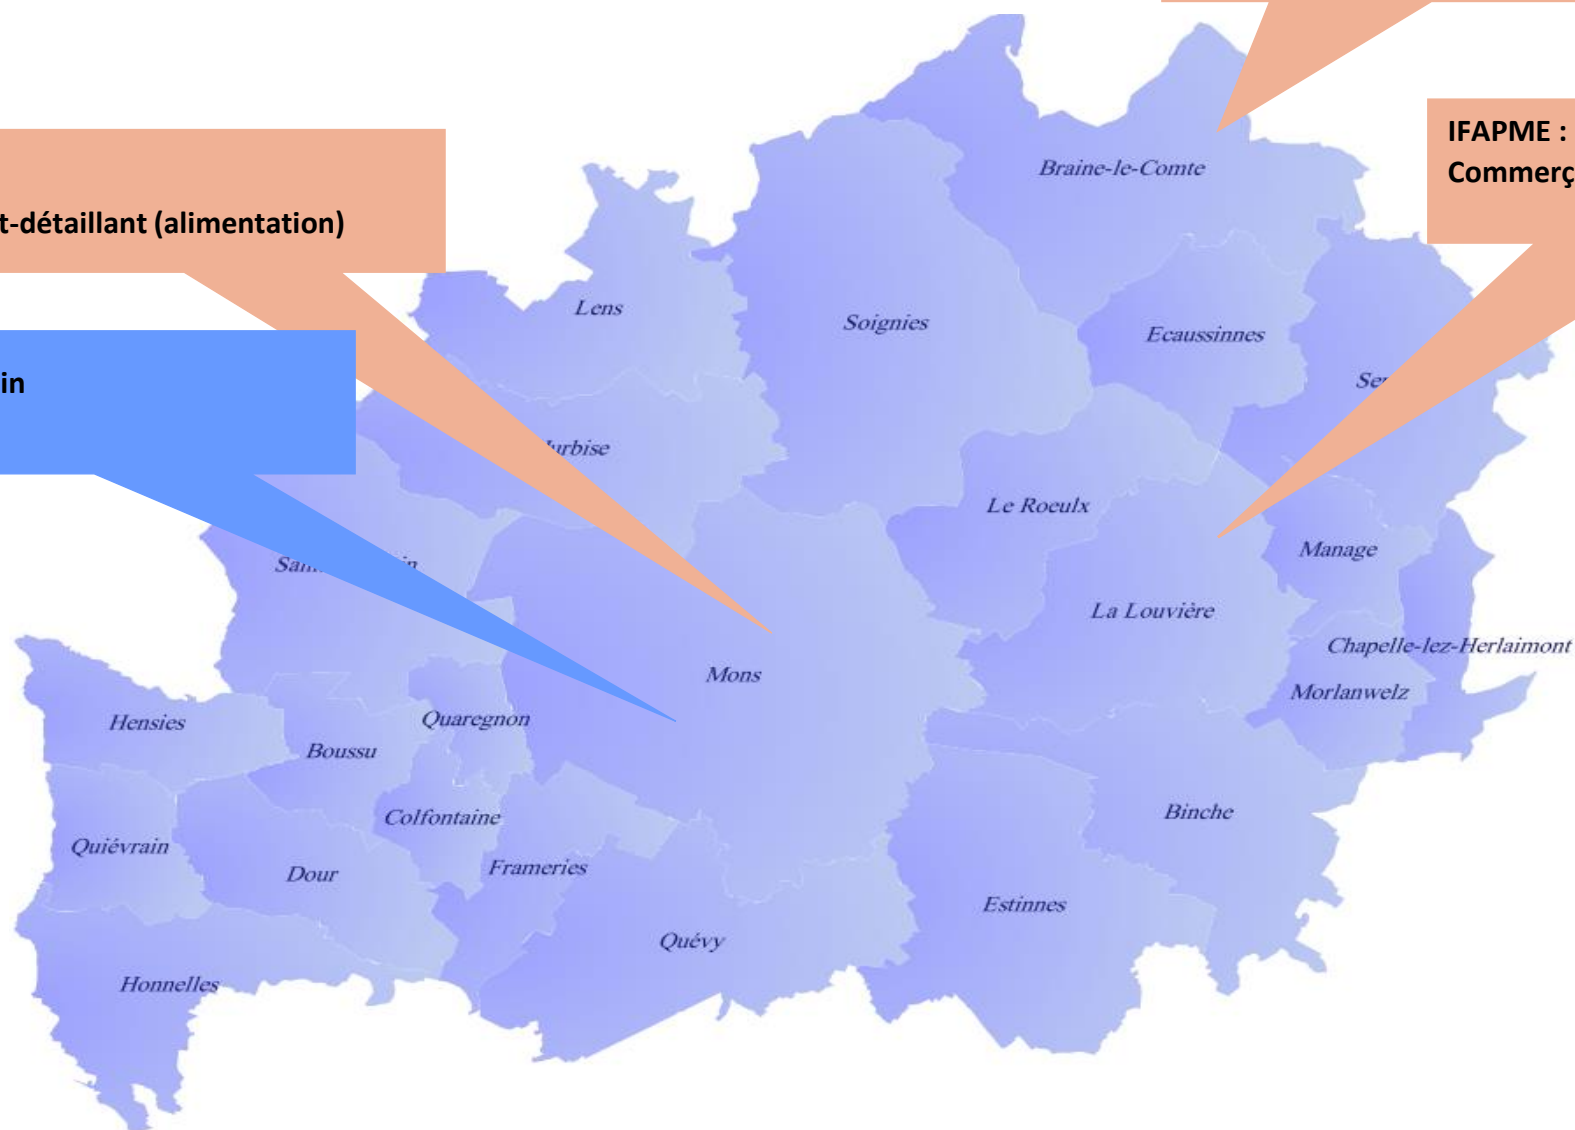 IFAPME :
Braine-le-Comte
t-détaillant (alimentation)
Lens
Soignies
Ecaussinnes
in
Le Roeulx
Manage
La Louvière
Chapelle-lez-Herlaimont
Mons
Morlanwelz
Hensies
Quaregnon
Boussu
Binche
Colfontaine
Quiévrain
Frameries
Dour
Estinnes
Quévy
Honnelles